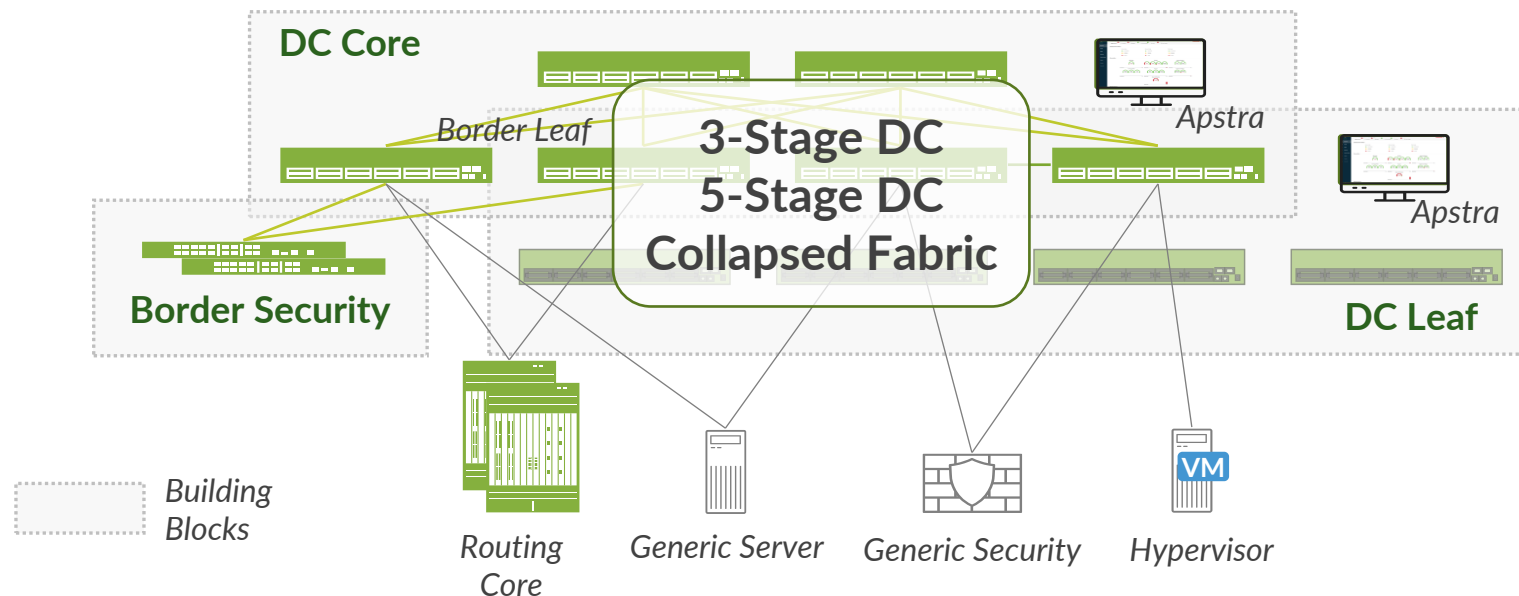 DC Core
Apstra
Border Leaf
3-Stage DC
5-Stage DC
Collapsed Fabric
Apstra
Border Security
DC Leaf
VM
Building
Blocks
Routing
Core
Generic Server
Generic Security
Hypervisor